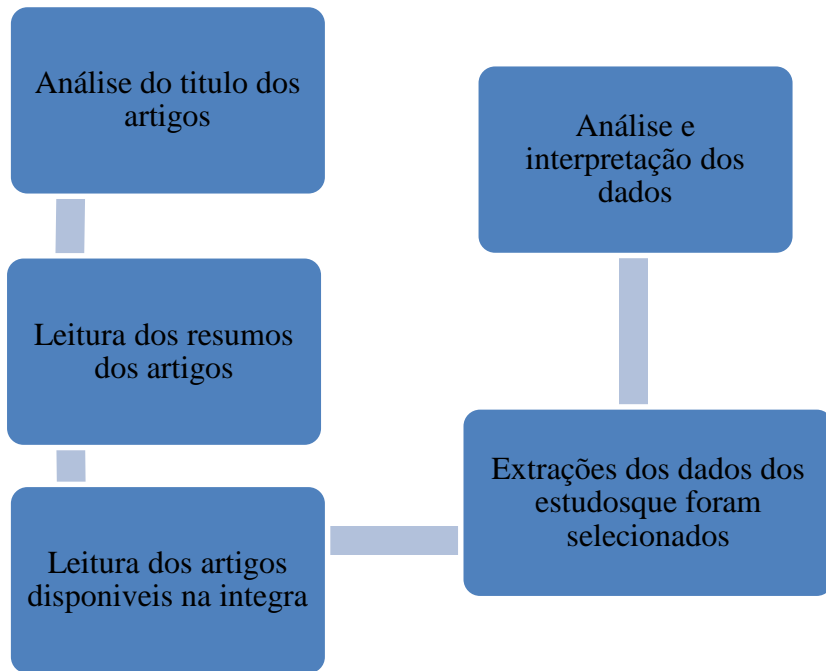 Análise do titulo dos
artigos
Leitura dos resumos
dos artigos
Leitura dos artigos
disponiveis na integra
Extrações dos dados dos
estudosque foram
selecionados
Análise e
interpretação dos
dados